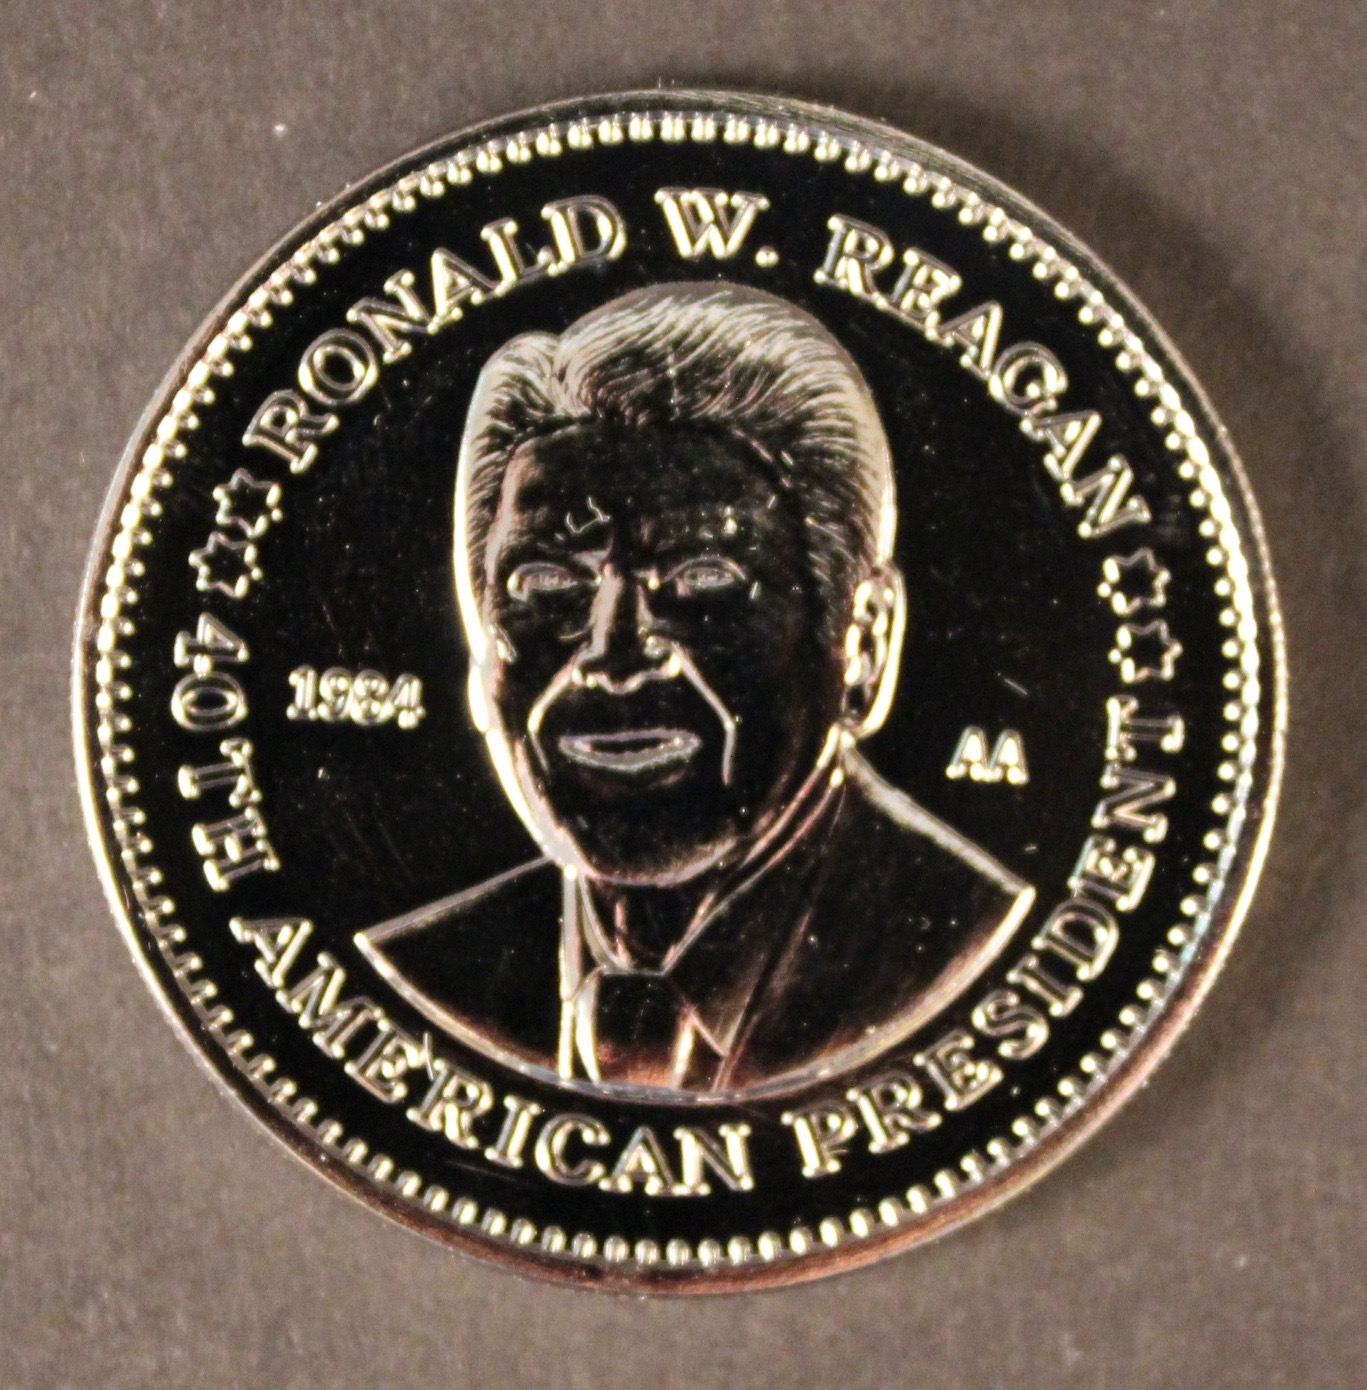 RONALD W. REAGAN
1984
AA
40TH AMERICAN PRESIDENT